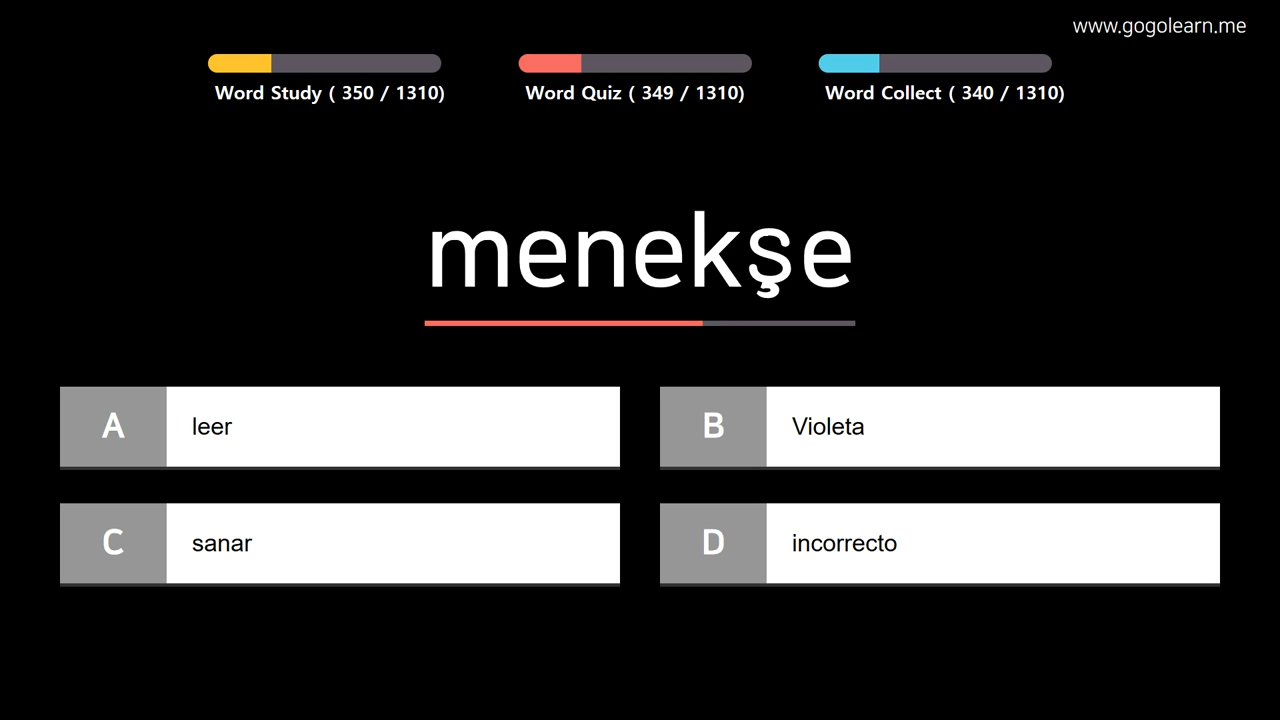 www.gogolearn.me
Word Study ( 350 / 1310)
Word Quiz ( 349 / 1310)
Word Collect ( 340 / 1310)
menekşe
A leer
B Violeta
C sanar
D incorrecto